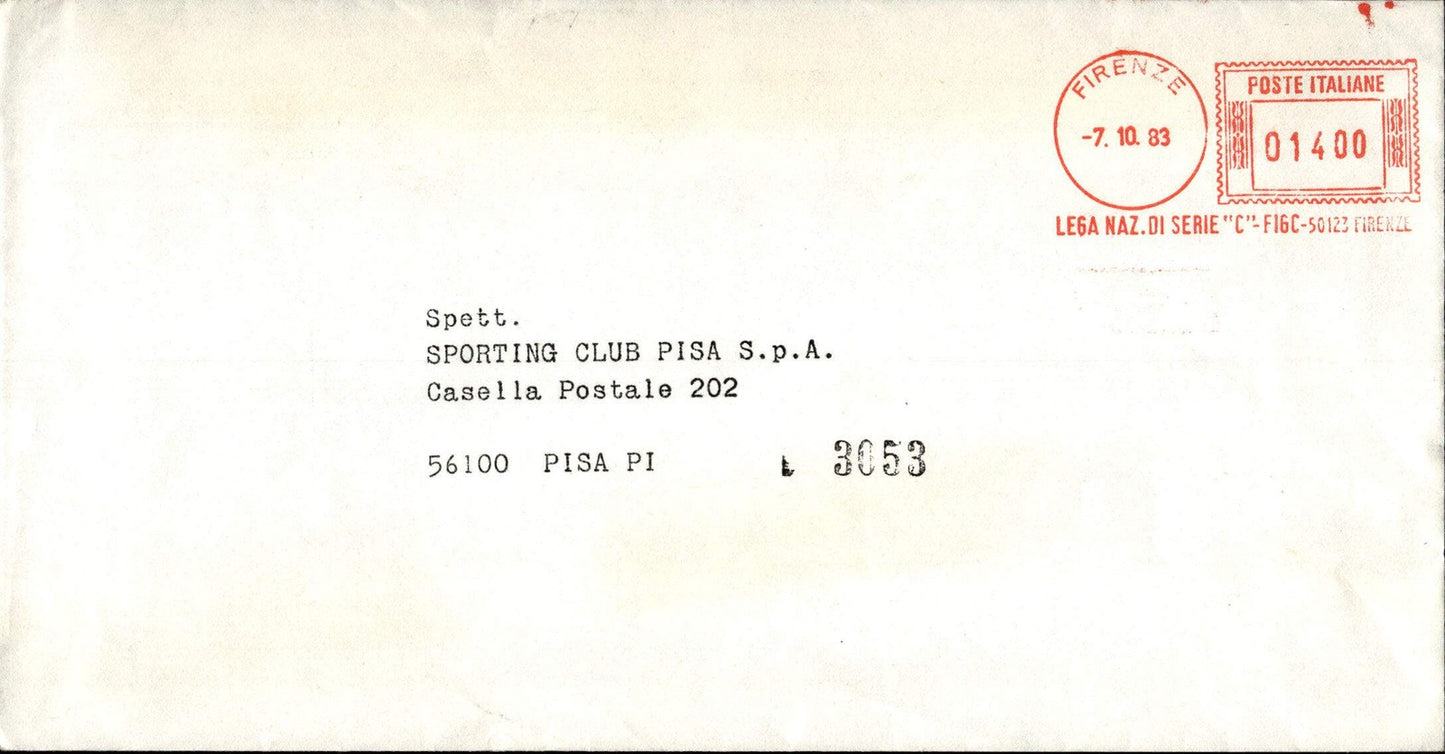 FIRENZE
-7. 10. 83
POSTE ITALIANE
01400
LEGA NAZ. DI SERIE "C"-FIGC-50123 FIRENZE
Spett.
SPORTING CLUB PISA S.p.A.
Casella Postale 202
56100 PISA PI
L 3053